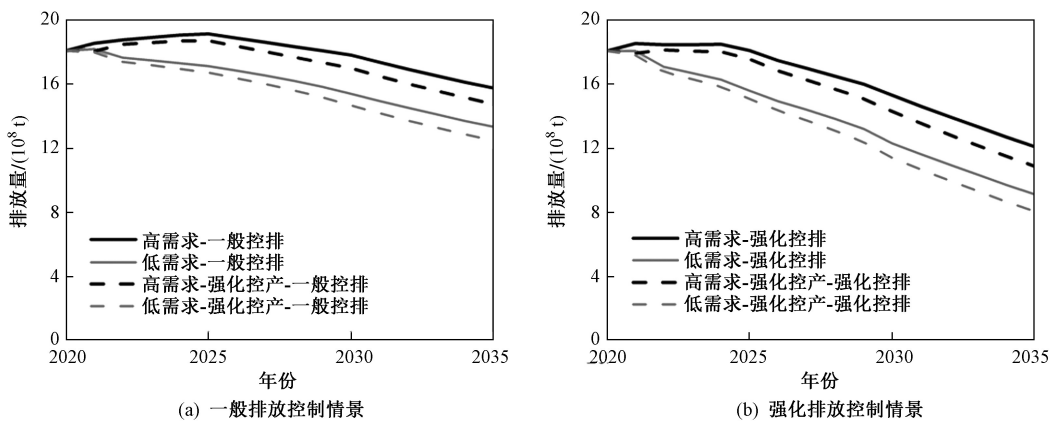 20
16
12
8
4
0
排放量/(10⁸ t)
高需求-一般控排
低需求-一般控排
高需求-强化控产-一般控排
低需求-强化控产-一般控排
2020
2025
2030
2035
年份
(a) 一般排放控制情景
20
16
12
8
4
0
排放量/(10⁸ t)
高需求-强化控排
低需求-强化控排
高需求-强化控产-强化控排
低需求-强化控产-强化控排
2020
2025
2030
2035
年份
(b) 强化排放控制情景